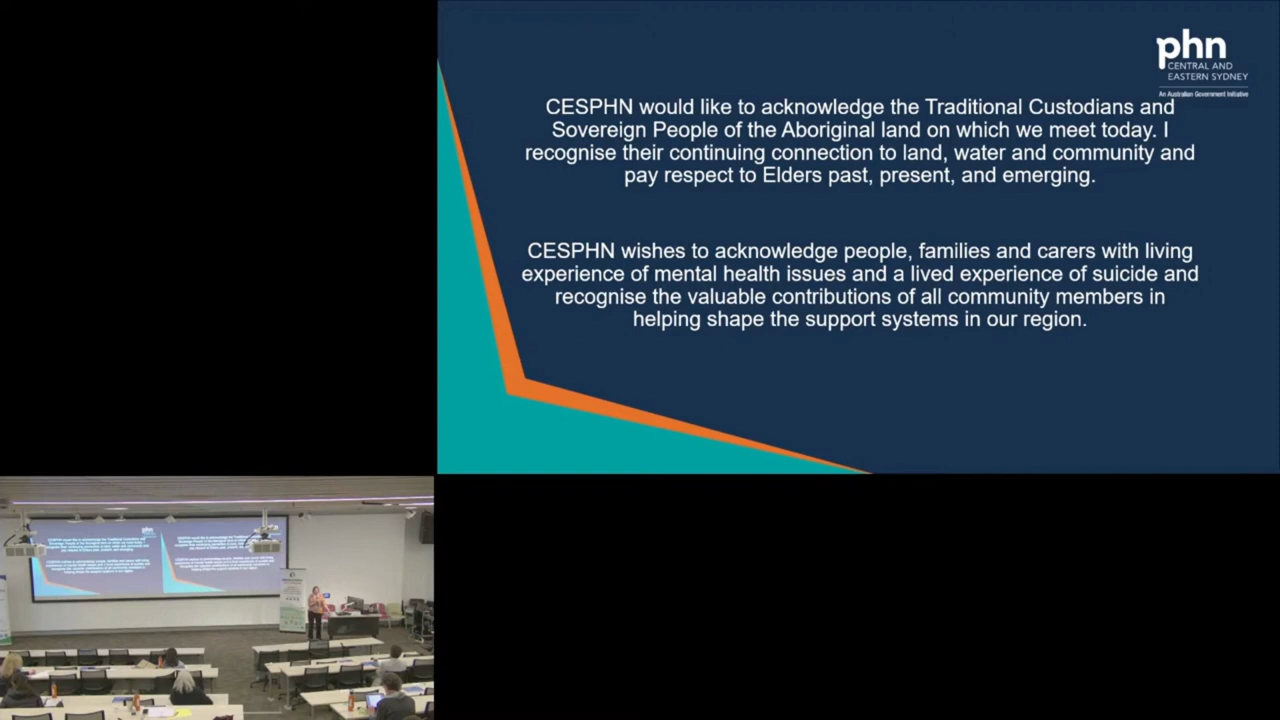 phn
CENTRAL AND
EASTERN SYDNEY
An Australian Government Initiative
CESPHN would like to acknowledge the Traditional Custodians and
Sovereign People of the Aboriginal land on which we meet today. I
recognise their continuing connection to land, water and community and
pay respect to Elders past, present, and emerging.
CESPHN wishes to acknowledge people, families and carers with living
experience of mental health issues and a lived experience of suicide and
recognise the valuable contributions of all community members in
helping shape the support systems in our region.